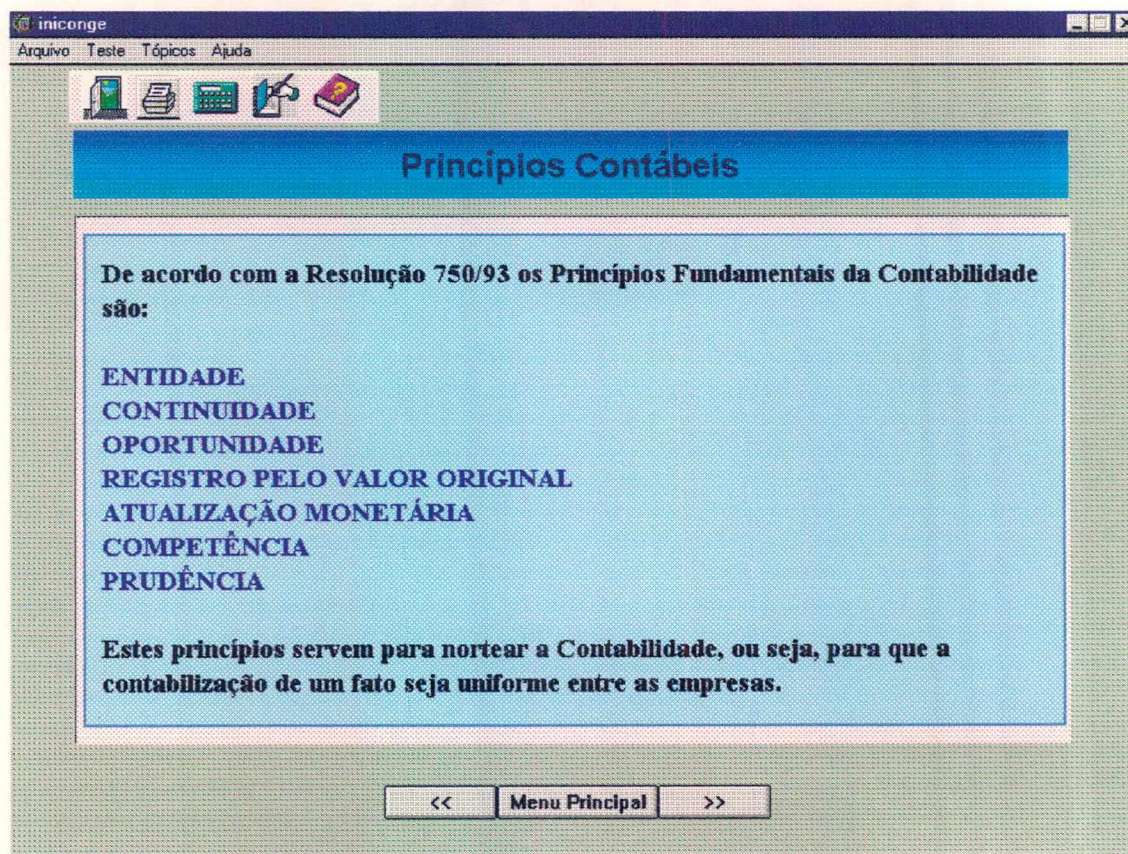 iniconge
Arquivo Teste Tópicos Ajuda
Princípios Contábeis
De acordo com a Resolução 750/93 os Princípios Fundamentais da Contabilidade
são:
ENTIDADE
CONTINUIDADE
OPORTUNIDADE
REGISTRO PELO VALOR ORIGINAL
ATUALIZAÇÃO MONETÁRIA
COMPETÊNCIA
PRUDÊNCIA
Estes princípios servem para nortear a Contabilidade, ou seja, para que a
contabilização de um fato seja uniforme entre as empresas.
<< Menu Principal >>